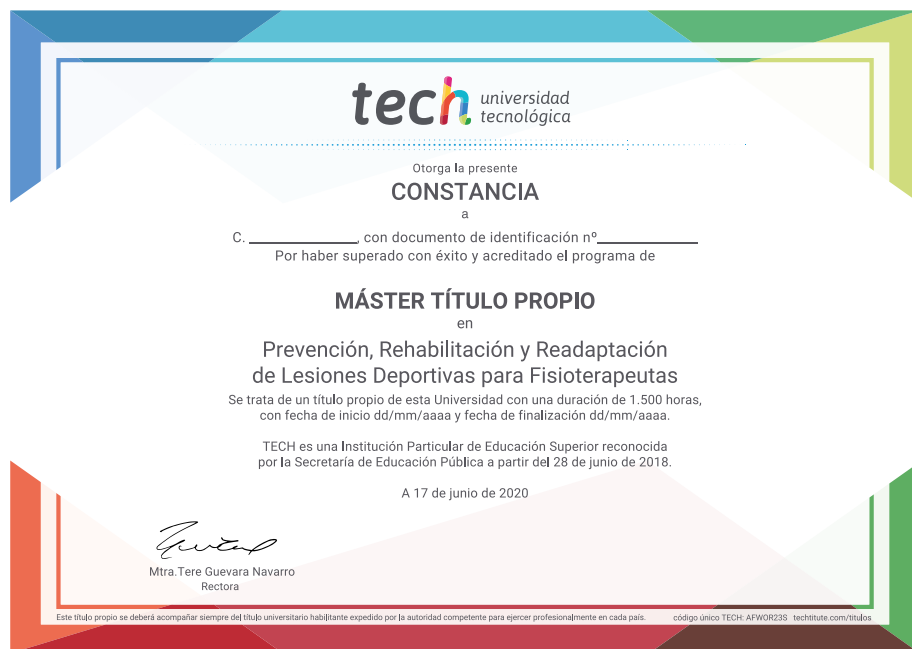 tech universidad
tecnológica
Otorga la presente
CONSTANCIA
a
C. ____________, con documento de identificación nº____________
Por haber superado con éxito y acreditado el programa de
MÁSTER TÍTULO PROPIO
en
Prevención, Rehabilitación y Readaptación
de Lesiones Deportivas para Fisioterapeutas
Se trata de un título propio de esta Universidad con una duración de 1.500 horas,
con fecha de inicio dd/mm/aaaa y fecha de finalización dd/mm/aaaa.
TECH es una Institución Particular de Educación Superior reconocida
por la Secretaría de Educación Pública a partir del 28 de junio de 2018.
A 17 de junio de 2020
Mtra.Tere Guevara Navarro
Rectora
Este título propio se deberá acompañar siempre del título universitario habilitante expedido por la autoridad competente para ejercer profesionalmente en cada país. código único TECH: AFWOR23S techtitute.com/titulos